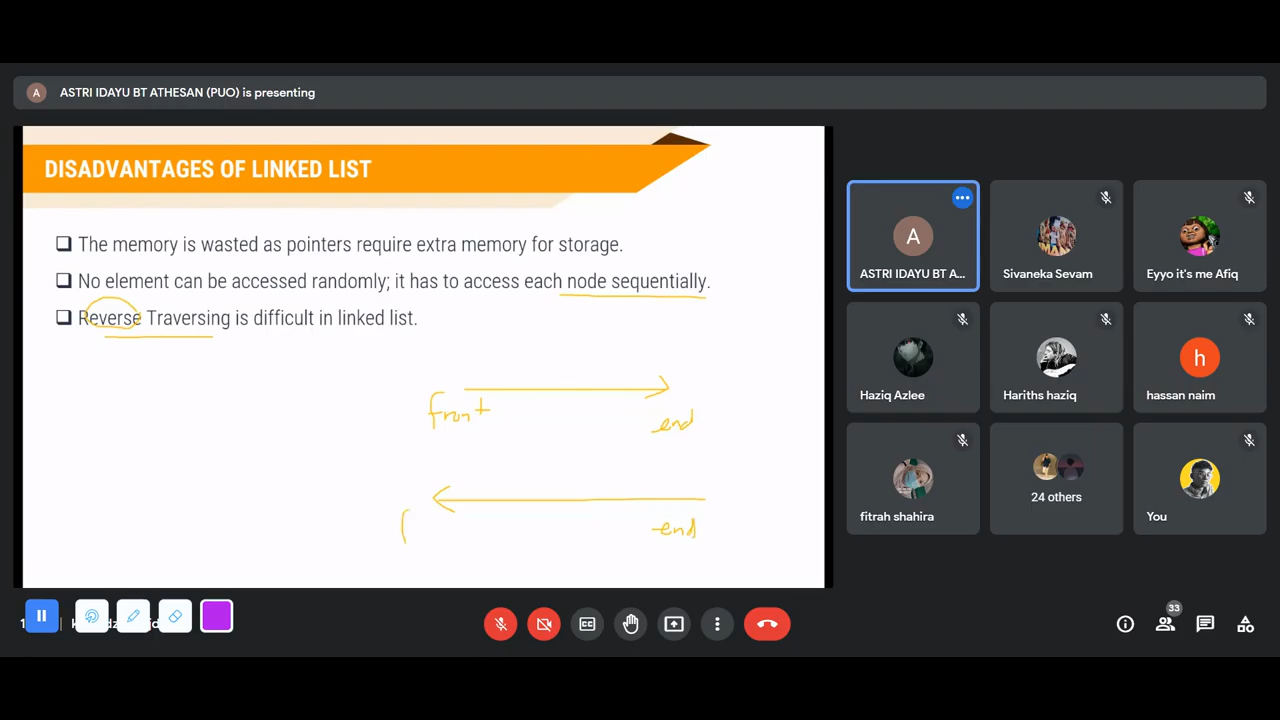 A ASTRI IDAYU BT ATHESAN (PUO) is presenting
DISADVANTAGES OF LINKED LIST
The memory is wasted as pointers require extra memory for storage.
No element can be accessed randomly; it has to access each node sequentially.
Reverse Traversing is difficult in linked list.
front
end
end
A
ASTRI IDAYU BT A...
Sivaneka Sevam
Eyyo it's me Afiq
Haziq Azlee
Hariths haziq
h
hassan naim
fitrah shahira
24 others
You
CC
33